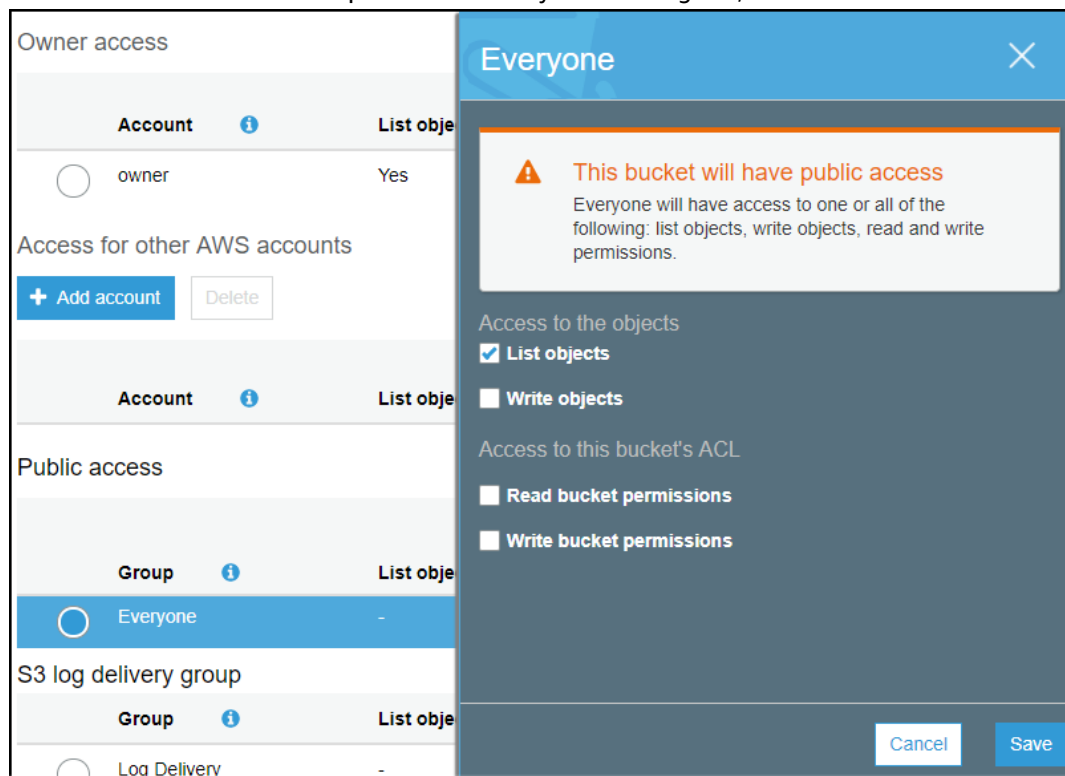 Owner access
Account List obje
owner Yes
Access for other AWS accounts
+ Add account Delete
Account List obje
Public access
Group List obje
Everyone -
S3 log delivery group
Group List obje
Log Delivery -
Everyone
This bucket will have public access
Everyone will have access to one or all of the
following: list objects, write objects, read and write
permissions.
Access to the objects
List objects
Write objects
Access to this bucket's ACL
Read bucket permissions
Write bucket permissions
Cancel Save